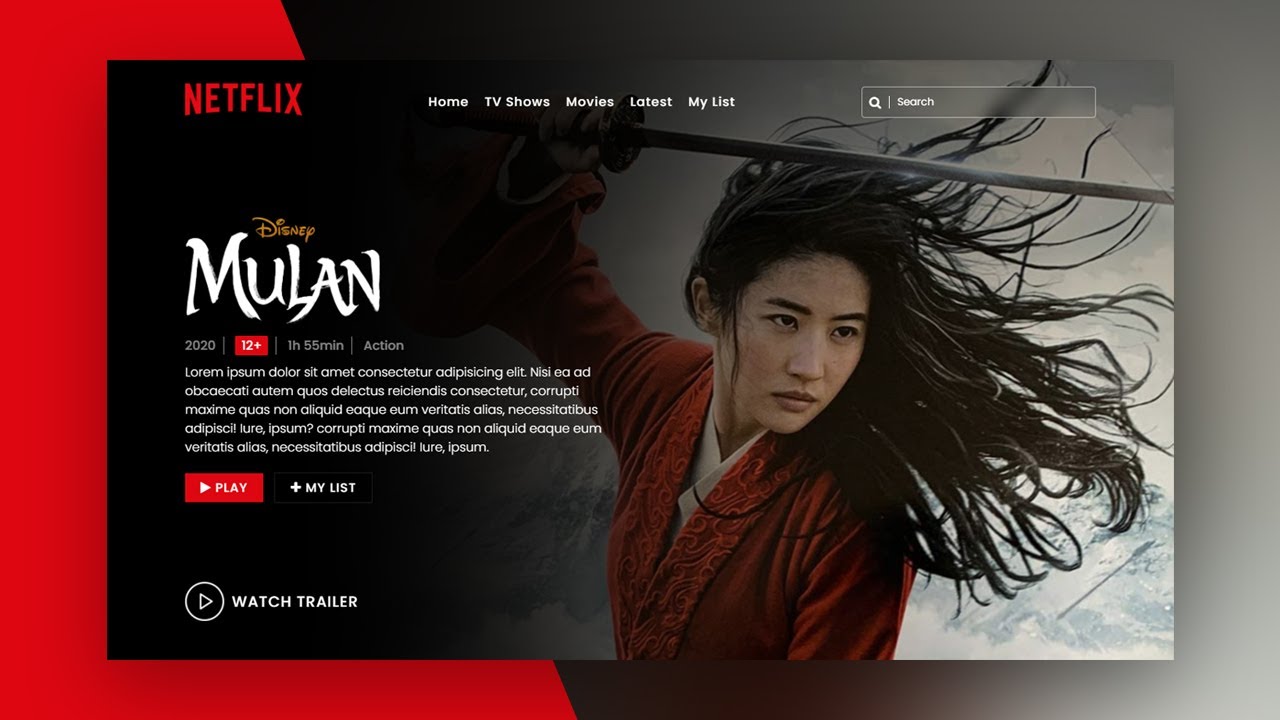 NETFLIX
Home TV Shows Movies Latest My List
Search
Disney
MULAN
2020 | 12+ | 1h 55min | Action
Lorem ipsum dolor sit amet consectetur adipisicing elit. Nisi ea ad
obcaecati autem quos delectus reiciendis consectetur, corrupti
maxime quas non aliquid eaque eum veritatis alias, necessitatibus
adipisci! Iure, ipsum? corrupti maxime quas non aliquid eaque eum
veritatis alias, necessitatibus adipisci! Iure, ipsum.
PLAY
MY LIST
WATCH TRAILER